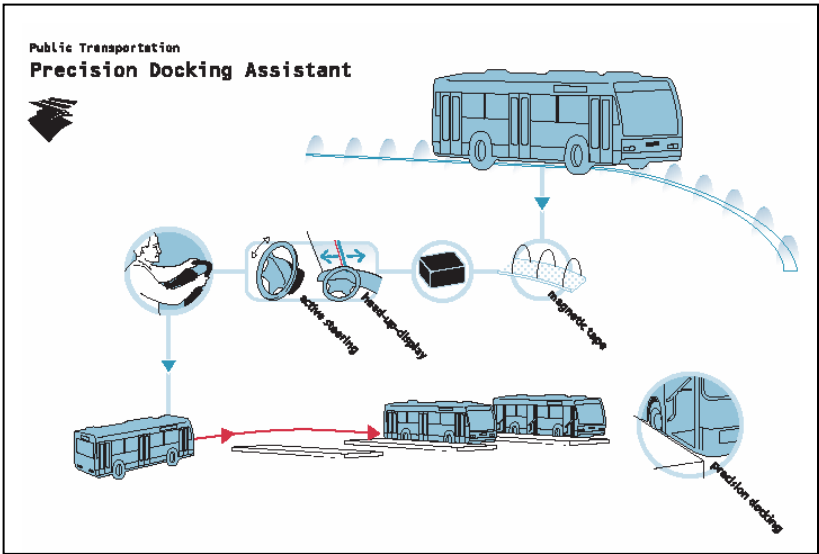 Public Transportation
Precision Docking Assistant
active steering
head-up-display
magnetic tape
precision docking